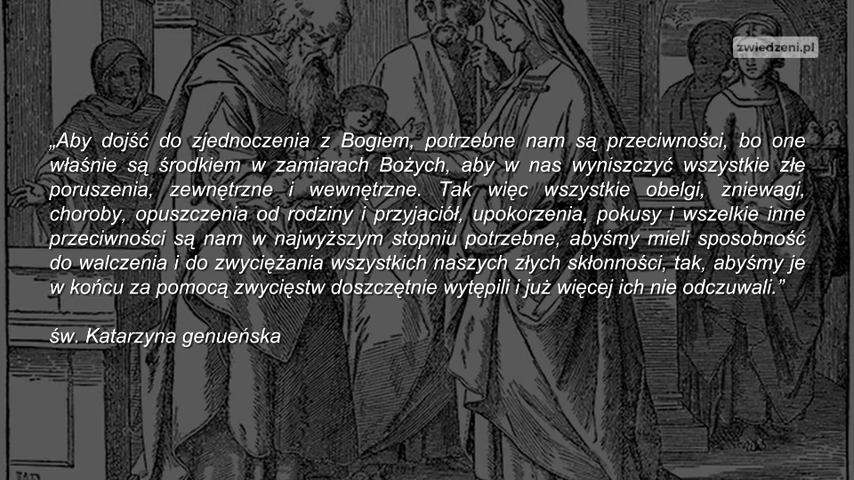 zwiedzeni.pl
„Aby dojść do zjednoczenia z Bogiem, potrzebne nam są przeciwności, bo one
właśnie są środkiem w zamiarach Bożych, aby w nas wyniszczyć wszystkie złe
poruszenia, zewnętrzne i wewnętrzne. Tak więc wszystkie obelgi, zniewagi,
choroby, opuszczenia od rodziny i przyjaciół, upokorzenia, pokusy i wszelkie inne
przeciwności są nam w najwyższym stopniu potrzebne, abyśmy mieli sposobność
do walczenia i do zwyciężania wszystkich naszych złych skłonności, tak, abyśmy je
w końcu za pomocą zwycięstw doszczętnie wytępili i już więcej ich nie odczuwali.”
św. Katarzyna genueńska